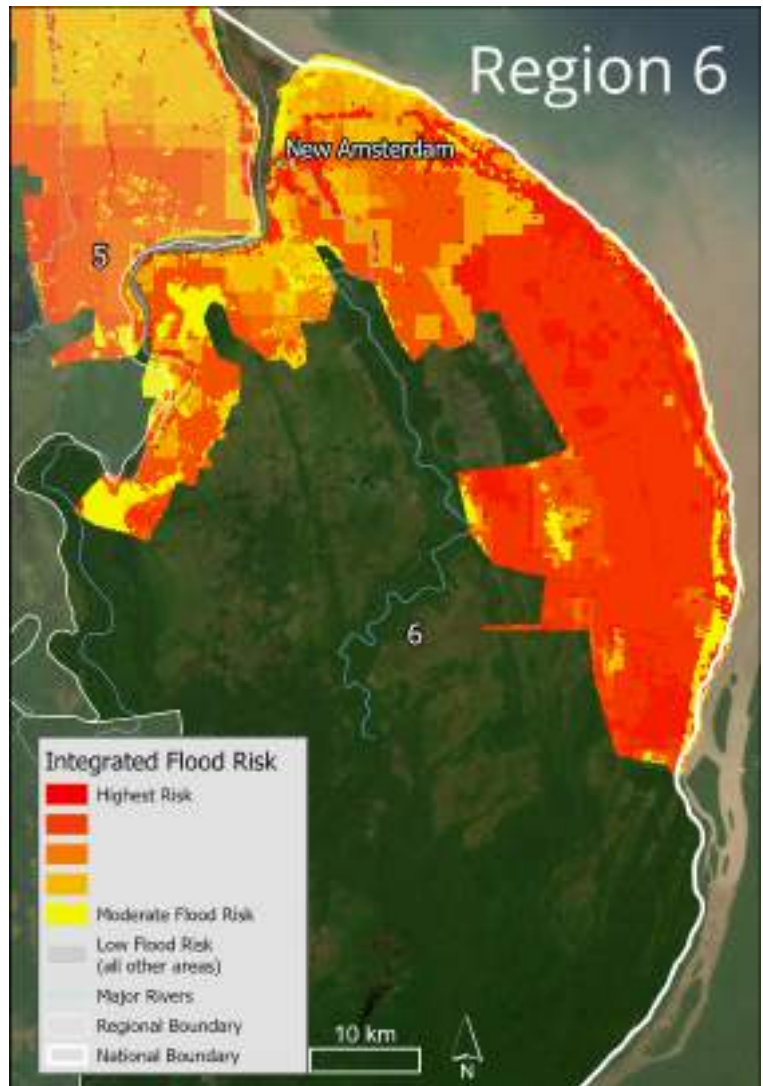 Region 6
New Amsterdam
5
6
Integrated Flood Risk
Highest Risk
Moderate Flood Risk
Low Flood Risk
(all other areas)
Major Rivers
Regional Boundary
National Boundary
10 km
N